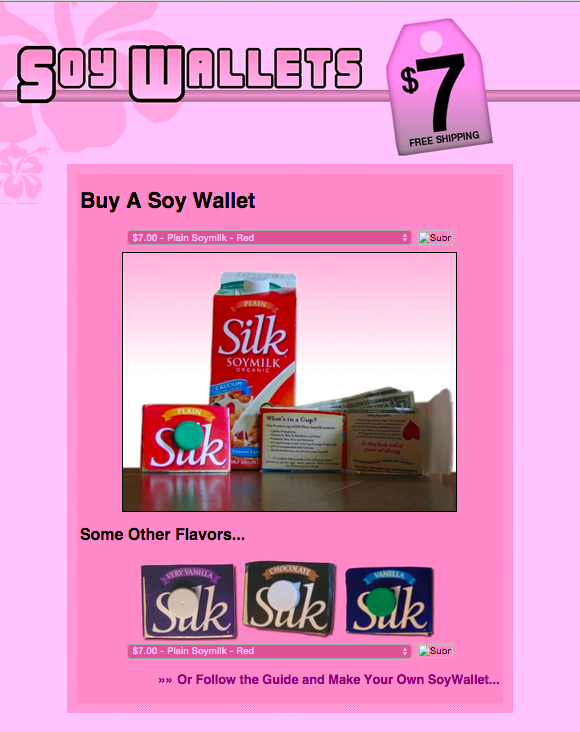 Soy Wallets
$7
FREE SHIPPING
Buy A Soy Wallet
$7.00 - Plain Soymilk - Red
Subr
PLAIN
Silk
SOYMILK
ORGANIC
CALCIUM
PLAIN
Silk
What's in a Cup?
Some Other Flavors...
VERY VANILLA
Silk
CHOCOLATE
Silk
VANILLA
Silk
$7.00 - Plain Soymilk - Red
Subr
»» Or Follow the Guide and Make Your Own SoyWallet...